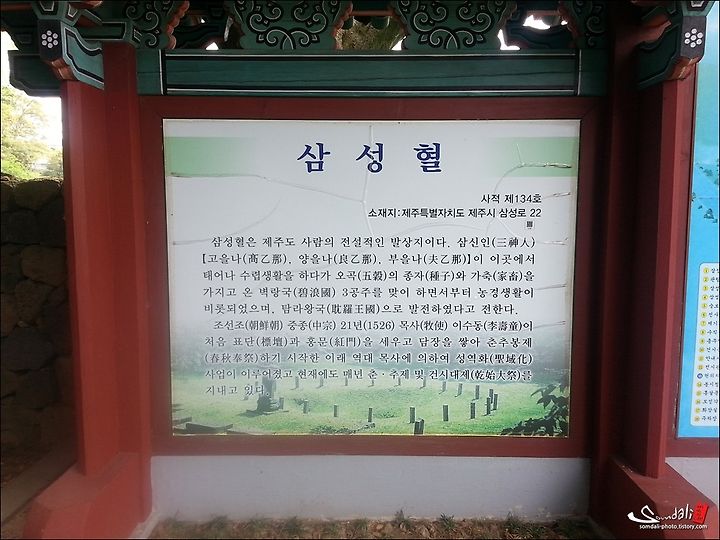 삼 성 혈
사적 제134호
소재지:제주특별자치도 제주시 삼성로 22
삼성혈은 제주도 사람의 전설적인 발상지이다. 삼신인(三神人)
【고을나(髙乙那), 양을나(良乙那), 부을나(夫乙那)】이 이곳에서
태어나 수렵생활을 하다가 오곡(五穀)의 종자(種子)와 가축(家畜)을
가지고 온 벽랑국(碧浪國) 3공주를 맞이 하면서부터 농경생활이
비롯되었으며, 탐라왕국(耽羅王國)으로 발전하였다고 전한다.
조선조(朝鮮朝) 중종(中宗) 21년(1526) 목사(牧使) 이수동(李壽童)이
처음 표단(標壇)과 홍문(紅門)을 세우고 담장을 쌓아 춘추봉제
(春秋奉祭)하기 시작한 이래 역대 목사에 의하여 성역화(聖域化)
사업이 이루어졌고 현재에도 매년 춘·추제 및 건시대제(乾始大祭)를
지내고 있다.
Somdali
somdali-photo.tistory.com